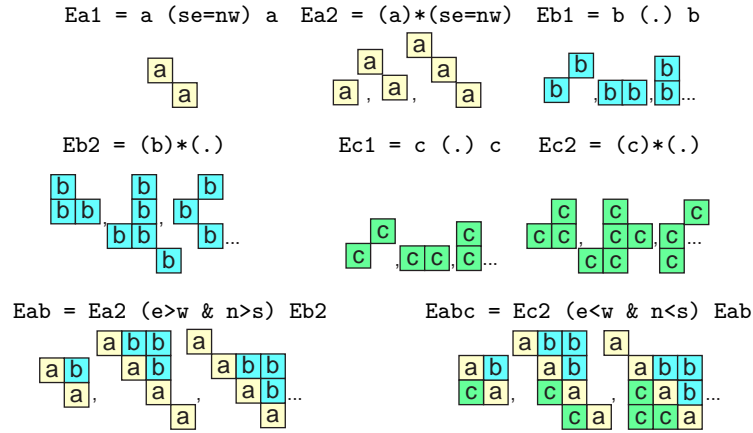 Ea1 = a (se=nw) a
Ea2 = (a)*(se=nw)
Eb1 = b (.) b
a
a
a , a
a ,
a
a
a
b
b , b b , b
b ...
Eb2 = (b)*(.)
Ec1 = c (.) c
Ec2 = (c)*(.)
b
b b , b
b
b b
b , b
b
b ...
c
c , c c , c
c ...
c
c c , c
c c
c c , c
c
c ...
Eab = Ea2 (e>w & n>s) Eb2
Eabc = Ec2 (e<w & n<s) Eab
a b
a ,
a b b
a b
a
a ,
a
a b b
a b
a ...
a b
c a ,
a b b
a b
c a
c a ,
a
a b b
c a b
c c a ...